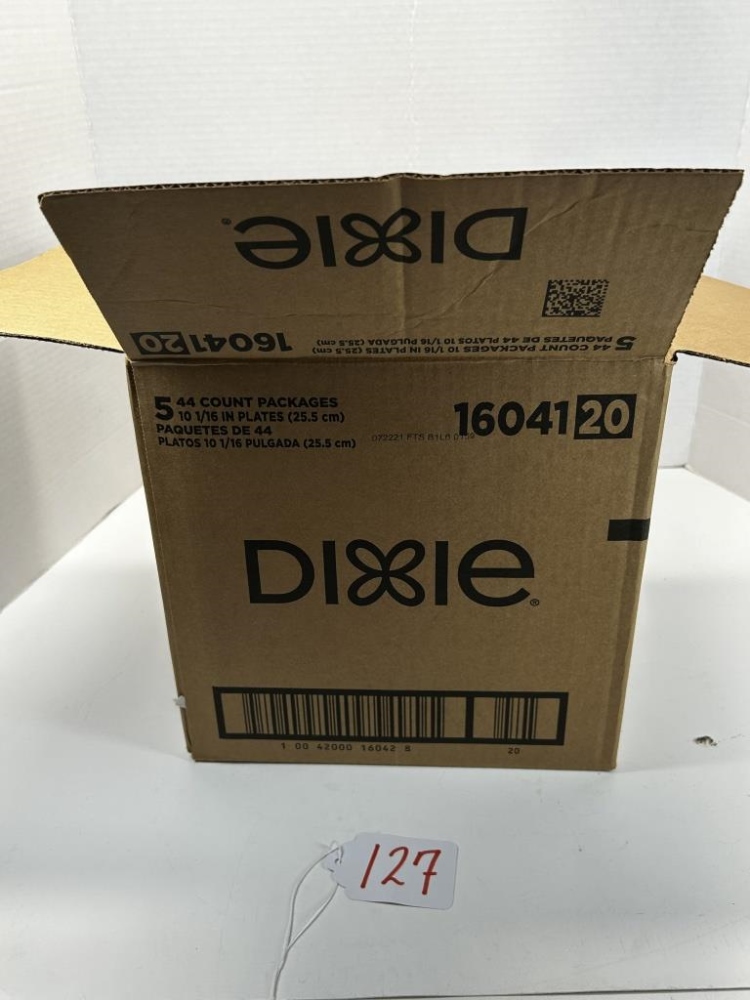 DIXIE®
5 44 COUNT PACKAGES 10 1/16 IN PLATES (25.5 cm)
PAQUETES DE 44 PLATOS 10 1/16 PULGADA (25.5 cm)
16041 20
5 44 COUNT PACKAGES
10 1/16 IN PLATES (25.5 cm)
PAQUETES DE 44
PLATOS 10 1/16 PULGADA (25.5 cm)
16041 20
072221
DIXIE®
1 00 42000 16042 8
20
127